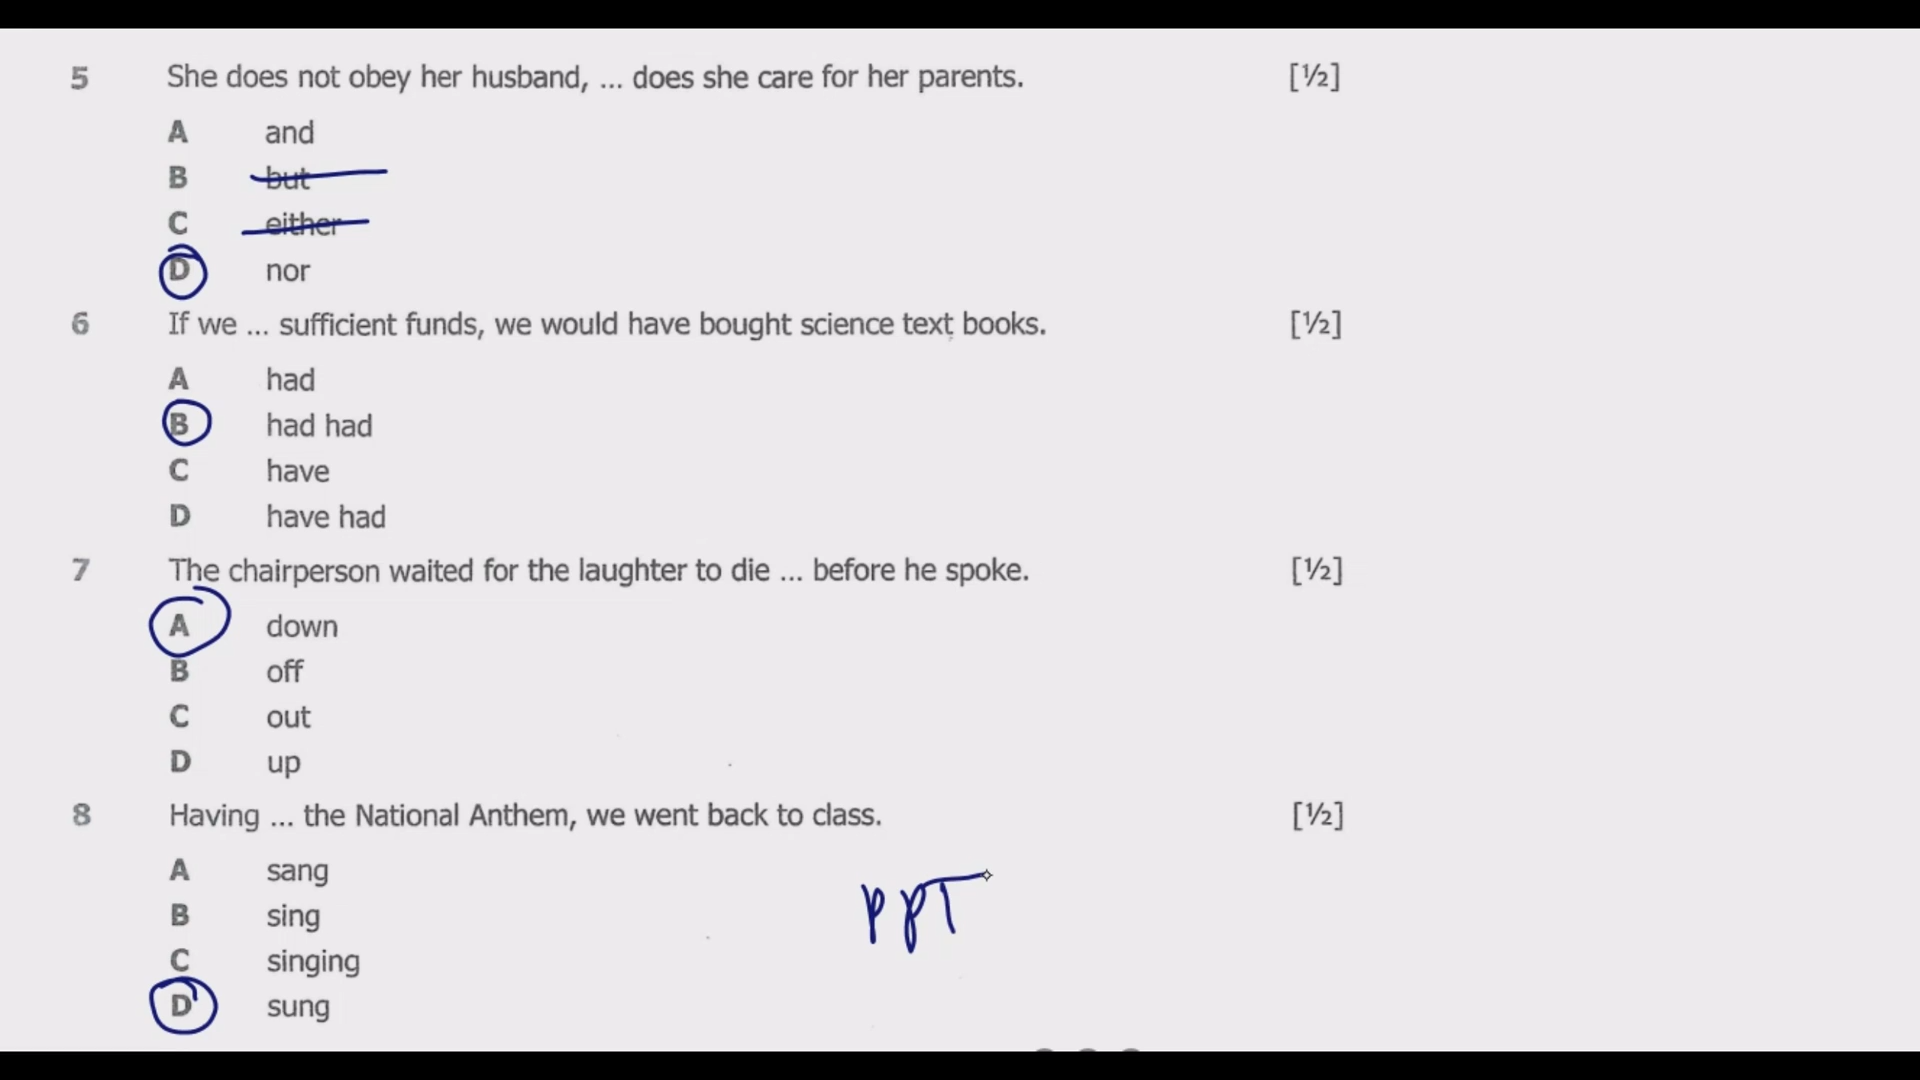 5 She does not obey her husband, ... does she care for her parents. [½]
A and
B but
C either
D nor
6 If we ... sufficient funds, we would have bought science text books. [½]
A had
B had had
C have
D have had
7 The chairperson waited for the laughter to die ... before he spoke. [½]
A down
B off
C out
D up
8 Having ... the National Anthem, we went back to class. [½]
A sang
B sing
C singing
D sung
PPT